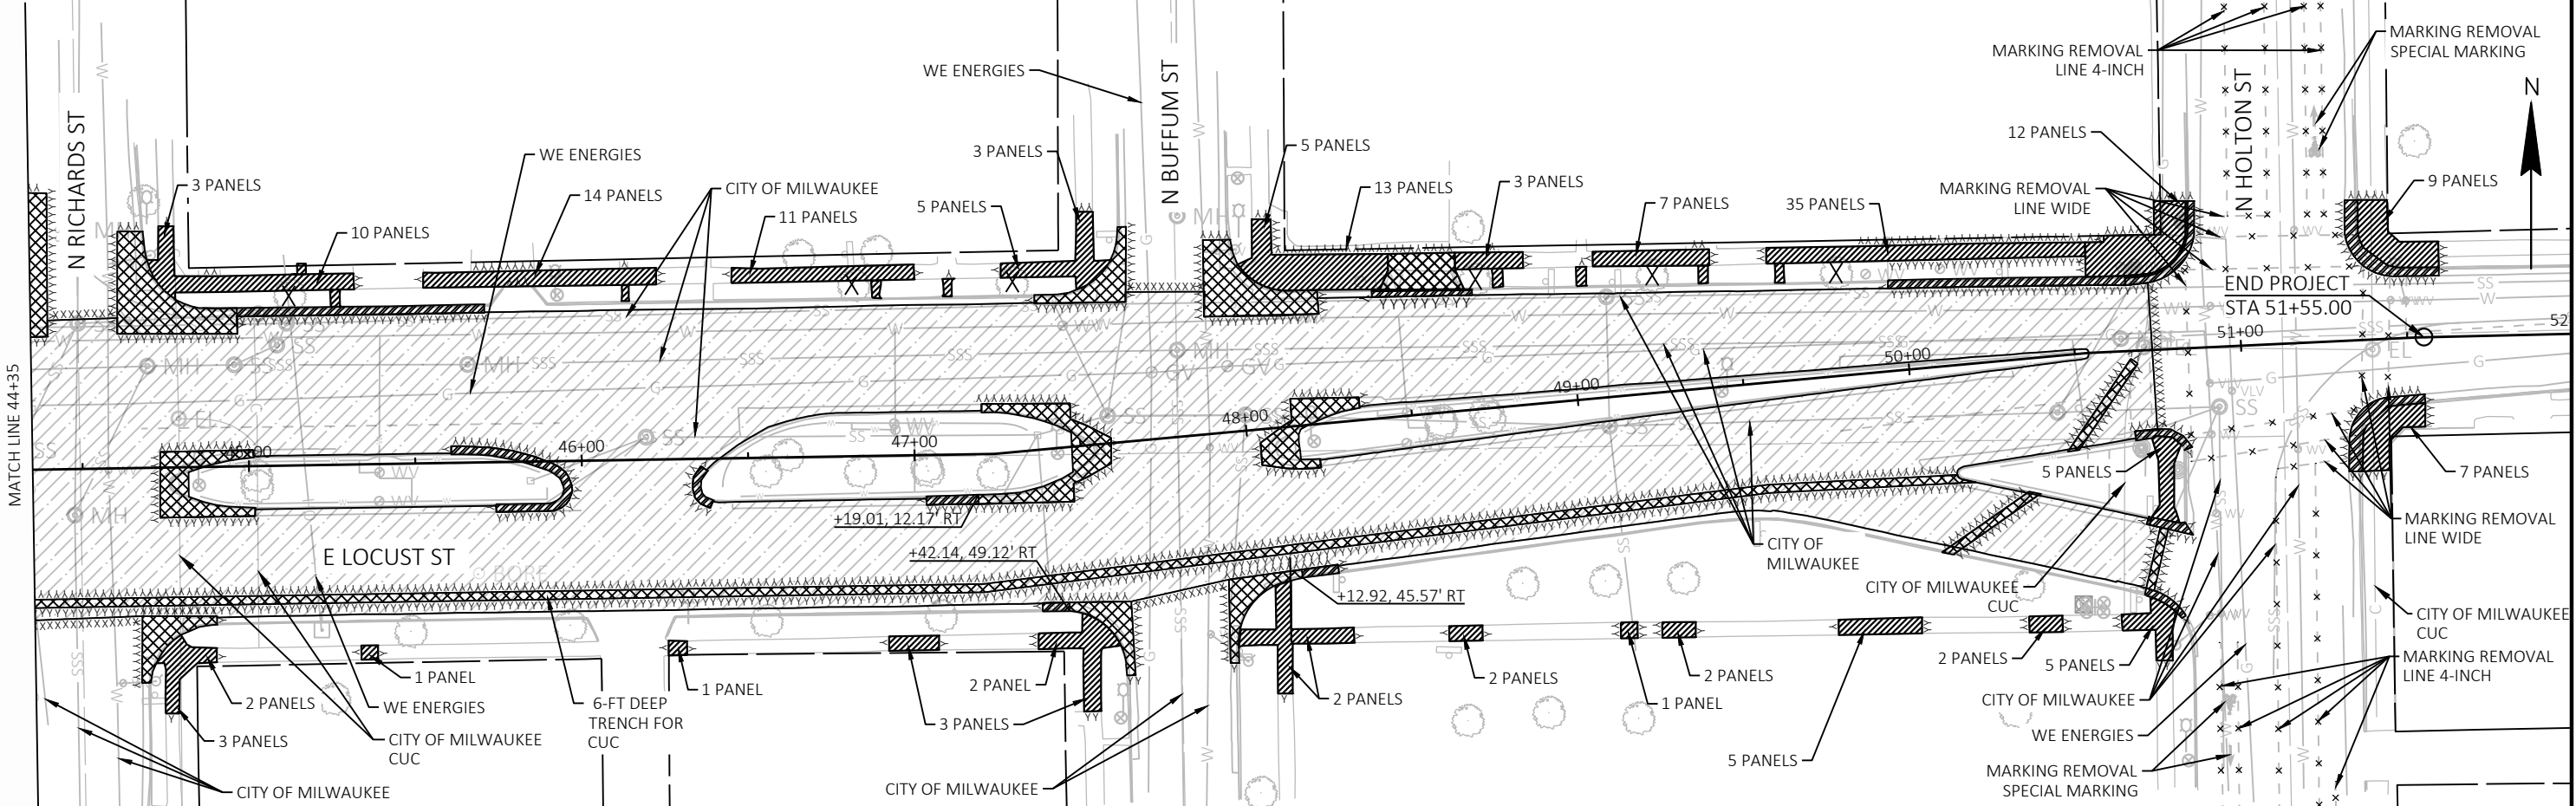 MARKING REMOVAL
LINE 4-INCH
MARKING REMOVAL
SPECIAL MARKING
WE ENERGIES
N RICHARDS ST
N BUFFUM ST
N HOLTON ST
N
3 PANELS
WE ENERGIES
14 PANELS
CITY OF MILWAUKEE
3 PANELS
5 PANELS
12 PANELS
10 PANELS
11 PANELS
5 PANELS
13 PANELS
3 PANELS
7 PANELS
35 PANELS
MARKING REMOVAL
LINE WIDE
9 PANELS
END PROJECT
STA 51+55.00
MATCH LINE 44+35
46+00
47+00
48+00
49+00
50+00
51+00
52
MH
SS
SSS
WV
GV
EL
W
G
+19.01, 12.17' RT
+42.14, 49.12' RT
+12.92, 45.57' RT
E LOCUST ST
CITY OF
MILWAUKEE
5 PANELS
7 PANELS
MARKING REMOVAL
LINE WIDE
CITY OF MILWAUKEE
CUC
CITY OF MILWAUKEE
CUC
2 PANELS
3 PANELS
1 PANEL
WE ENERGIES
CITY OF MILWAUKEE
CUC
CITY OF MILWAUKEE
6-FT DEEP
TRENCH FOR
CUC
1 PANEL
2 PANEL
3 PANELS
CITY OF MILWAUKEE
2 PANELS
2 PANELS
1 PANEL
2 PANELS
5 PANELS
2 PANELS
5 PANELS
CITY OF MILWAUKEE
WE ENERGIES
MARKING REMOVAL
SPECIAL MARKING
MARKING REMOVAL
LINE 4-INCH